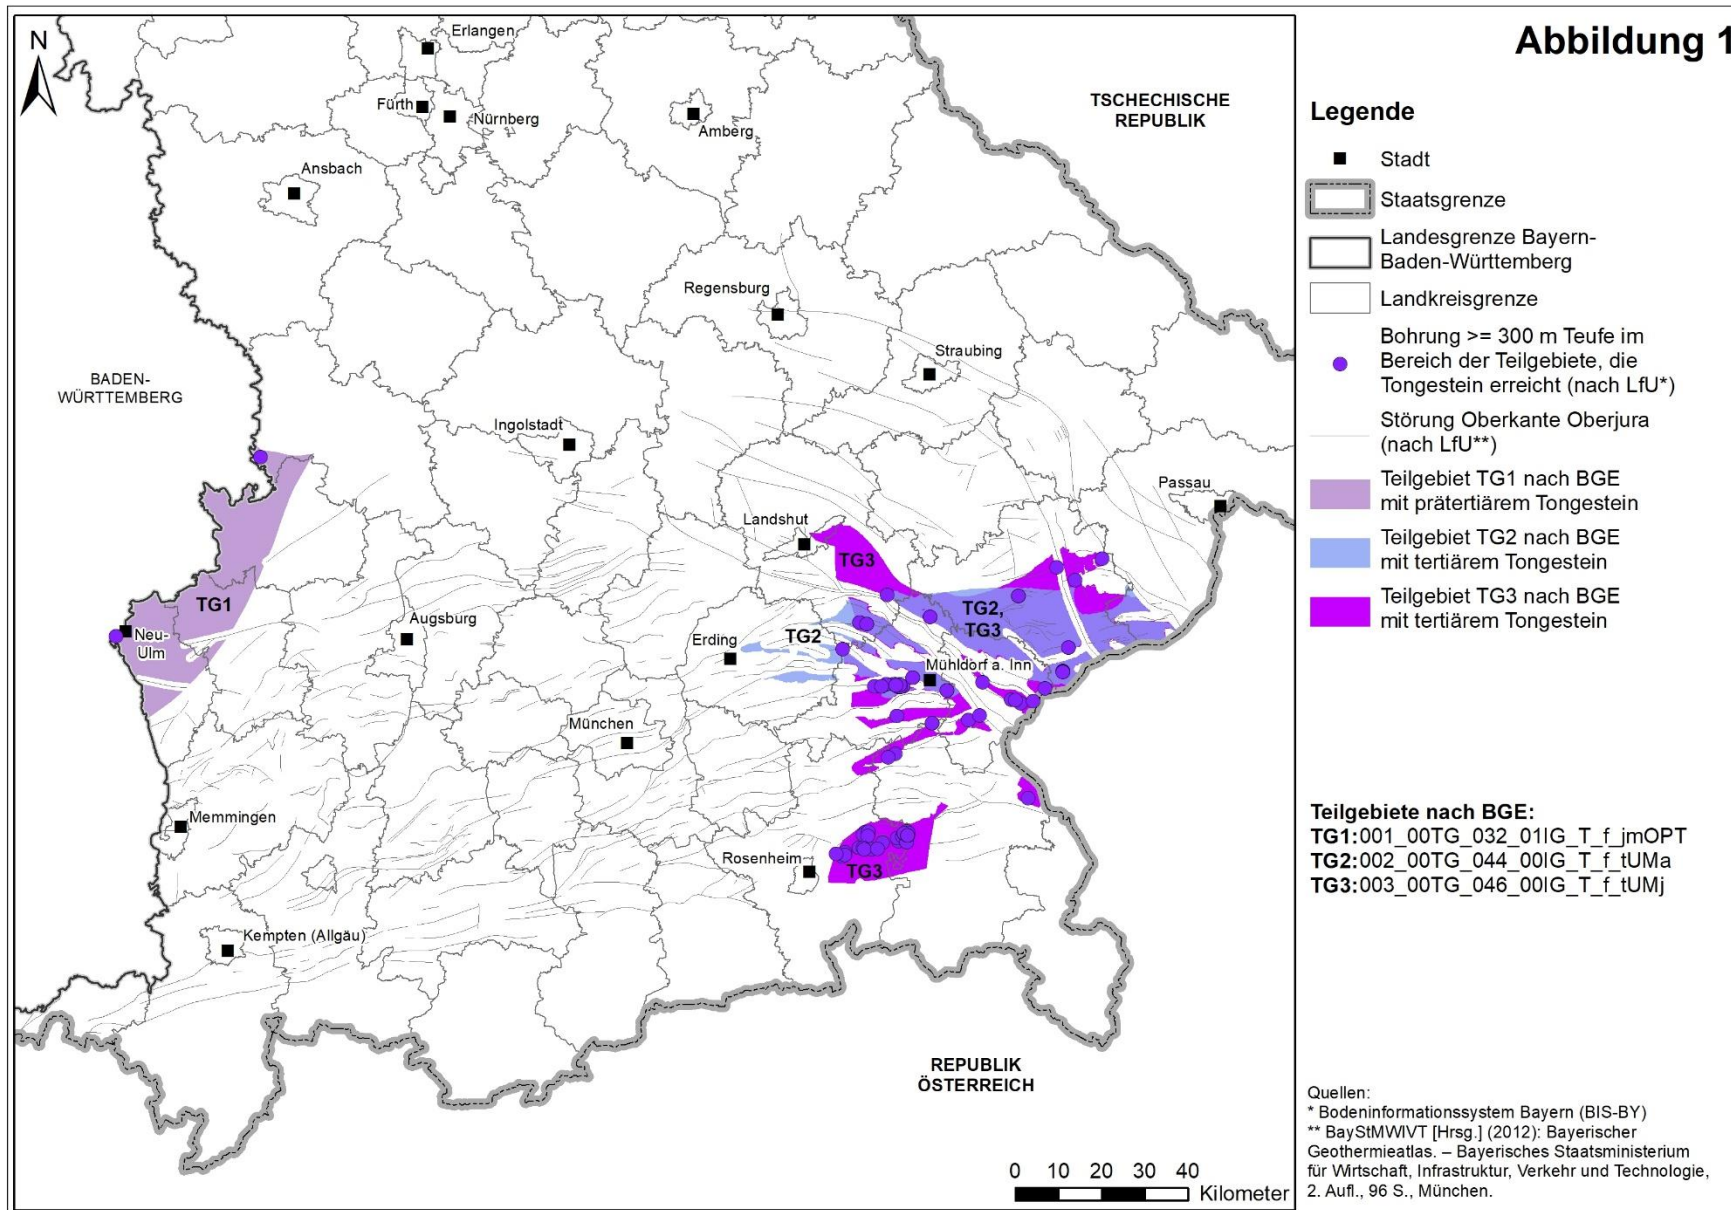 Abbildung 1
N
Erlangen
Fürth
Nürnberg
Amberg
TSCHECHISCHE
REPUBLIK
Ansbach
Regensburg
Straubing
BADEN-
WÜRTTEMBERG
Ingolstadt
Passau
Landshut
TG3
TG1
TG2,
TG3
Neu-
Ulm
Augsburg
Erding
TG2
Mühldorf a. Inn
München
Memmingen
Rosenheim
TG3
Kempten (Allgäu)
REPUBLIK
ÖSTERREICH
0 10 20 30 40
Kilometer
Legende
Stadt
Staatsgrenze
Landesgrenze Bayern-
Baden-Württemberg
Landkreisgrenze
Bohrung >= 300 m Teufe im
Bereich der Teilgebiete, die
Tongestein erreicht (nach LfU*)
Störung Oberkante Oberjura
(nach LfU**)
Teilgebiet TG1 nach BGE
mit prätertiärem Tongestein
Teilgebiet TG2 nach BGE
mit tertiärem Tongestein
Teilgebiet TG3 nach BGE
mit tertiärem Tongestein
Teilgebiete nach BGE:
TG1:001_00TG_032_01IG_T_f_jmOPT
TG2:002_00TG_044_00IG_T_f_tUMa
TG3:003_00TG_046_00IG_T_f_tUMj
Quellen:
* Bodeninformationssystem Bayern (BIS-BY)
** BayStMWIVT [Hrsg.] (2012): Bayerischer
Geothermieatlas. – Bayerisches Staatsministerium
für Wirtschaft, Infrastruktur, Verkehr und Technologie,
2. Aufl., 96 S., München.